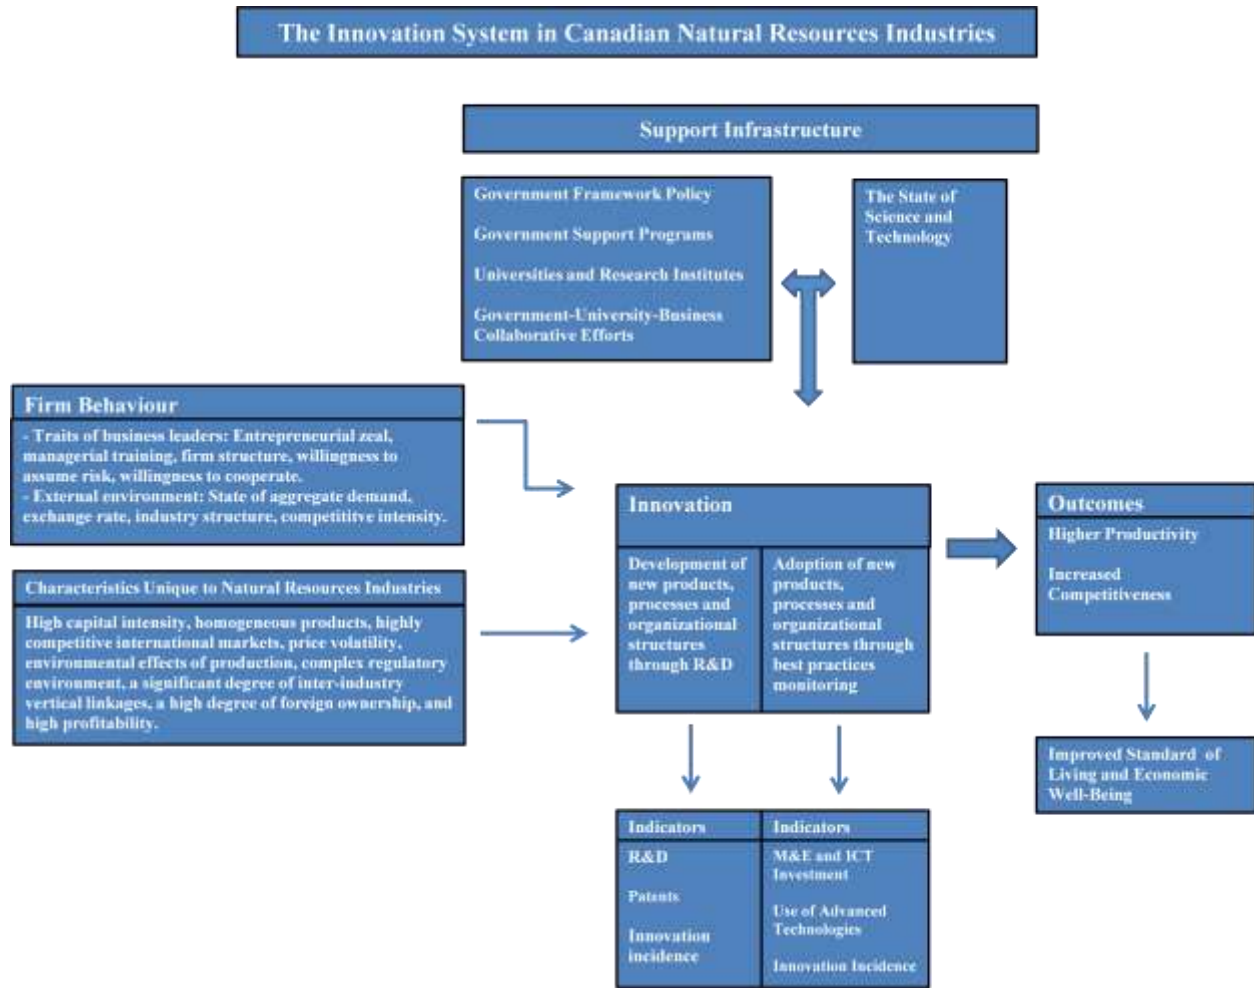 The Innovation System in Canadian Natural Resources Industries
Support Infrastructure
Government Framework Policy
Government Support Programs
Universities and Research Institutes
Government-University-Business
Collaborative Efforts
The State of
Science and
Technology
Firm Behaviour
- Traits of business leaders: Entrepreneurial zeal,
managerial training, firm structure, willingness to
assume risk, willingness to cooperate.
- External environment: State of aggregate demand,
exchange rate, industry structure, competititve intensity.
Characteristics Unique to Natural Resources Industries
High capital intensity, homogeneous products, highly
competitive international markets, price volatility,
environmental effects of production, complex regulatory
environment, a significant degree of inter-industry
vertical linkages, a high degree of foreign ownership, and
high profitability.
Innovation
Development of
new products,
processes and
organizational
structures
through R&D
Adoption of new
products,
processes and
organizational
structures through
best practices
monitoring
Outcomes
Higher Productivity
Increased
Competitiveness
Improved Standard of
Living and Economic
Well-Being
Indicators
R&D
Patents
Innovation
incidence
Indicators
M&E and ICT
Investment
Use of Advanced
Technologies
Innovation Incidence